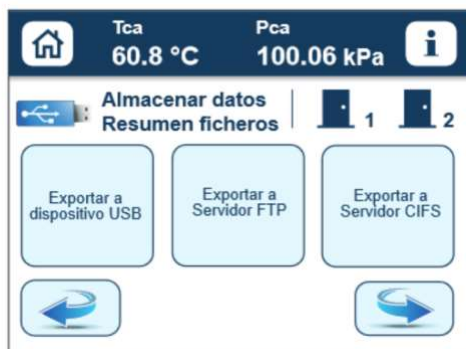 Tca
60.8 °C
Pca
100.06 kPa
i
Almacenar datos
Resumen ficheros
1
2
Exportar a
dispositivo USB
Exportar a
Servidor FTP
Exportar a
Servidor CIFS